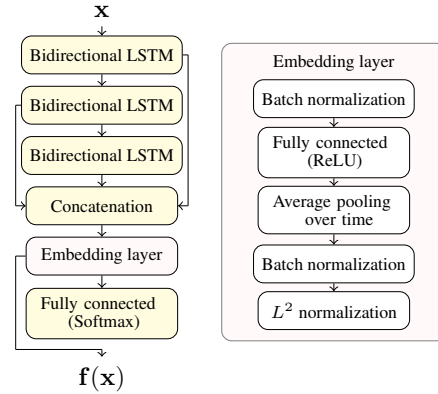 x
Bidirectional LSTM
Bidirectional LSTM
Bidirectional LSTM
Concatenation
Embedding layer
Fully connected
(Softmax)
f(x)
Embedding layer
Batch normalization
Fully connected
(ReLU)
Average pooling
over time
Batch normalization
L² normalization